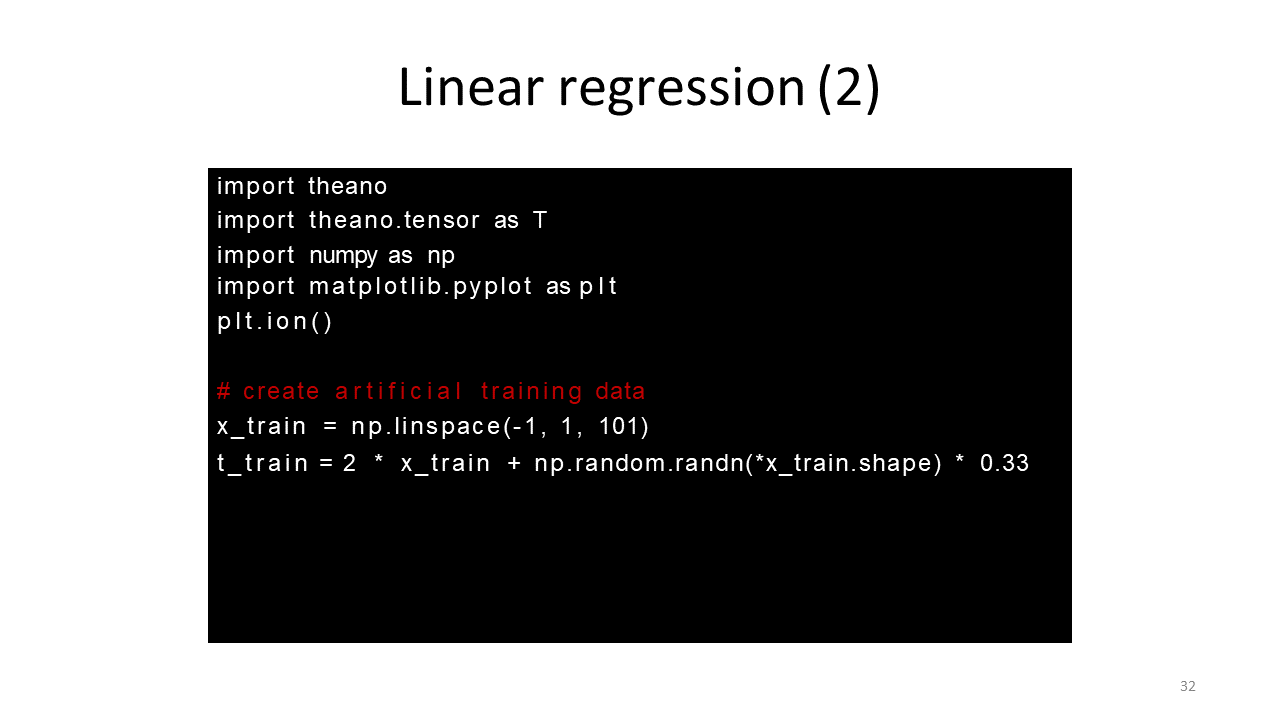 Linear regression (2)
import theano
import theano.tensor as T
import numpy as np
import matplotlib.pyplot as plt
plt.ion()
# create artificial training data
x_train = np.linspace(-1, 1, 101)
t_train = 2 * x_train + np.random.randn(*x_train.shape) * 0.33
32